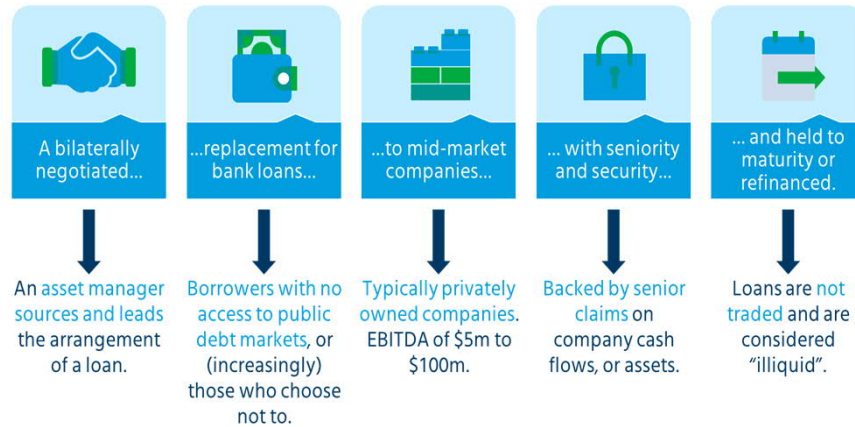 A bilaterally
negotiated...
...replacement for
bank loans...
...to mid-market
companies...
... with seniority
and security...
... and held to
maturity or
refinanced.
An asset manager
sources and leads
the arrangement
of a loan.
Borrowers with no
access to public
debt markets, or
(increasingly)
those who choose
not to.
Typically privately
owned companies.
EBITDA of $5m to
$100m.
Backed by senior
claims on
company cash
flows, or assets.
Loans are not
traded and are
considered
“illiquid”.